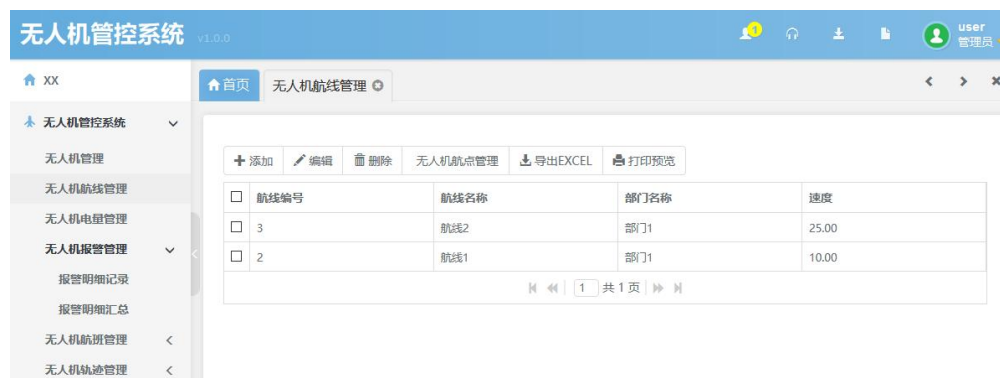 无人机管控系统 v1.0.0
1
user
管理员
XX
首页 无人机航线管理
无人机管控系统
无人机管理
无人机航线管理
无人机电量管理
无人机报警管理
报警明细记录
报警明细汇总
无人机航班管理
无人机轨迹管理
添加 编辑 删除 无人机航点管理 导出EXCEL 打印预览
航线编号 航线名称 部门名称 速度
3 航线2 部门1 25.00
2 航线1 部门1 10.00
1 共 1 页